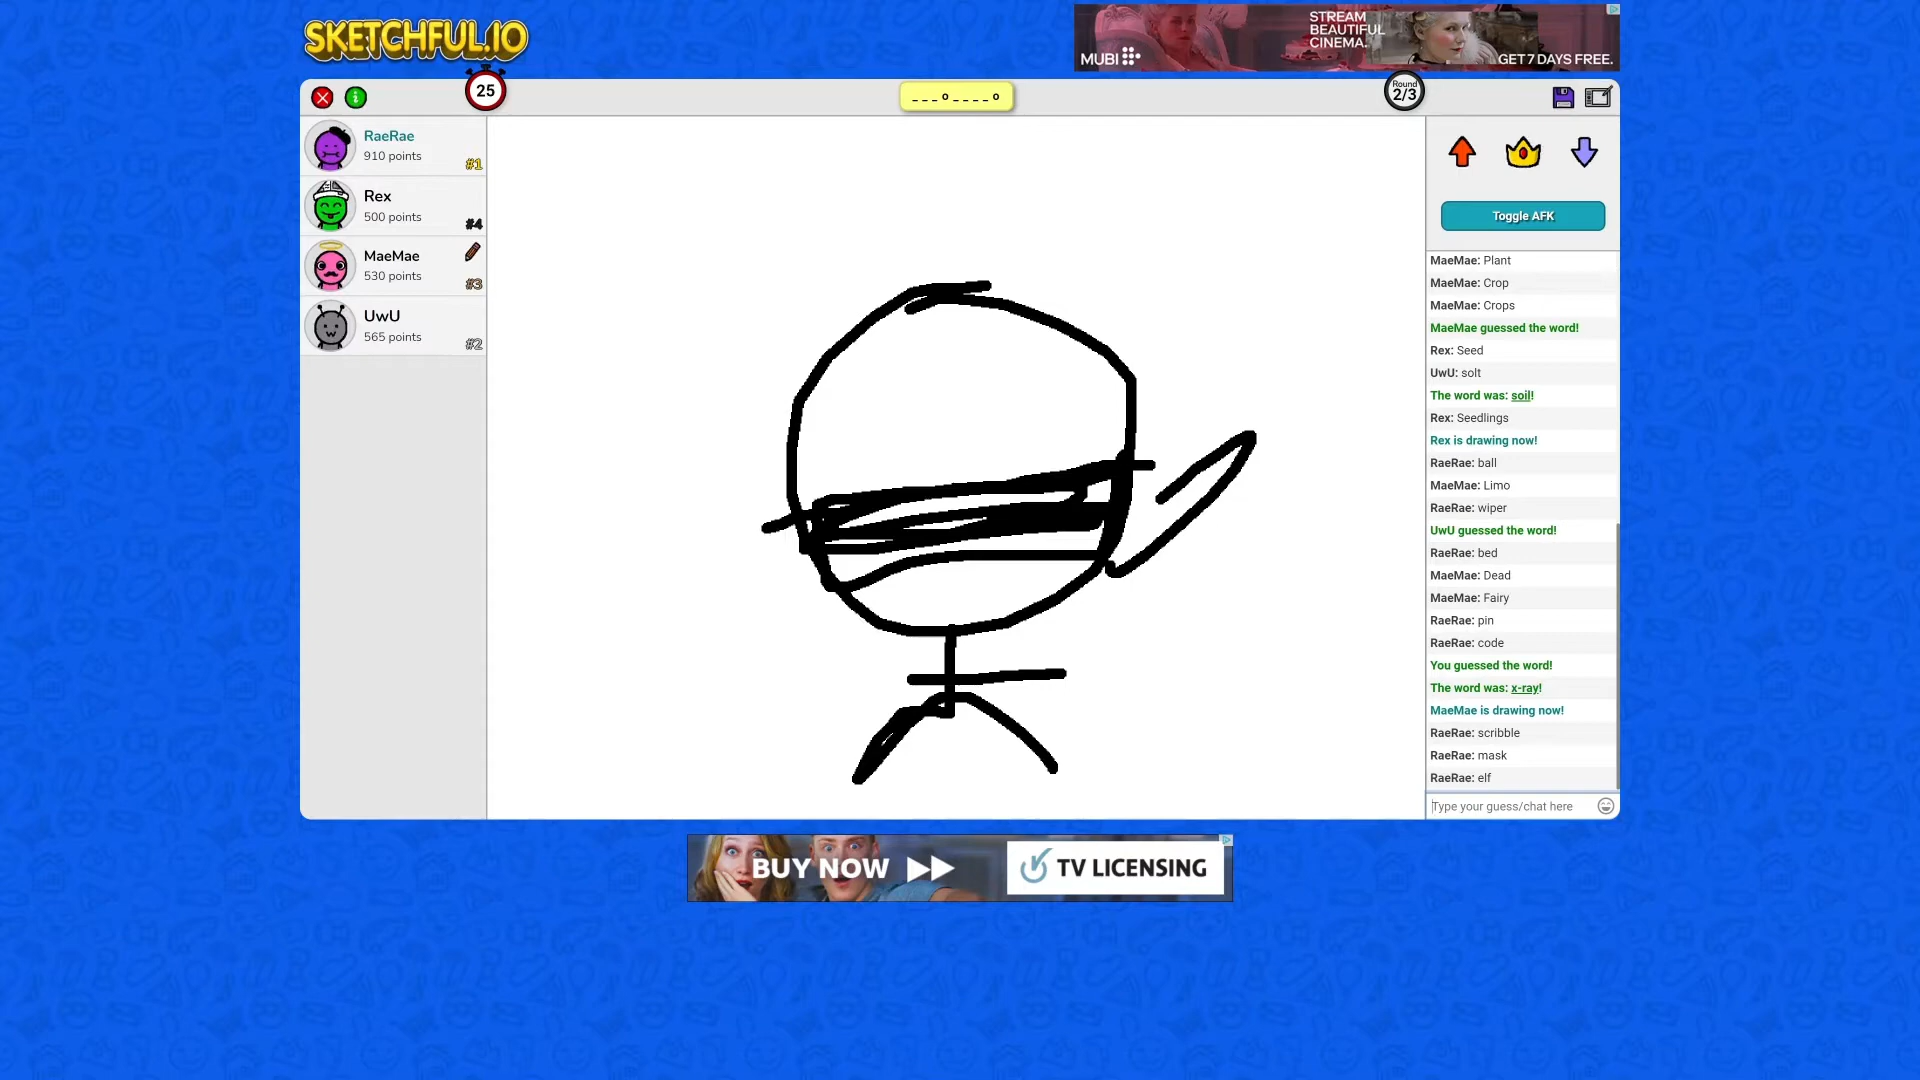 SKETCHFUL.IO
STREAM
BEAUTIFUL
CINEMA.
MUBI
GET 7 DAYS FREE.
25
_ _ _ o _ _ _ _ o
Round
2/3
RaeRae
910 points
#1
Rex
500 points
#4
MaeMae
530 points
#3
UwU
565 points
#2
Toggle AFK
MaeMae: Plant
MaeMae: Crop
MaeMae: Crops
MaeMae guessed the word!
Rex: Seed
UwU: solt
The word was: soil!
Rex: Seedlings
Rex is drawing now!
RaeRae: ball
MaeMae: Limo
RaeRae: wiper
UwU guessed the word!
RaeRae: bed
MaeMae: Dead
MaeMae: Fairy
RaeRae: pin
RaeRae: code
You guessed the word!
The word was: x-ray!
MaeMae is drawing now!
RaeRae: scribble
RaeRae: mask
RaeRae: elf
Type your guess/chat here
BUY NOW
TV LICENSING